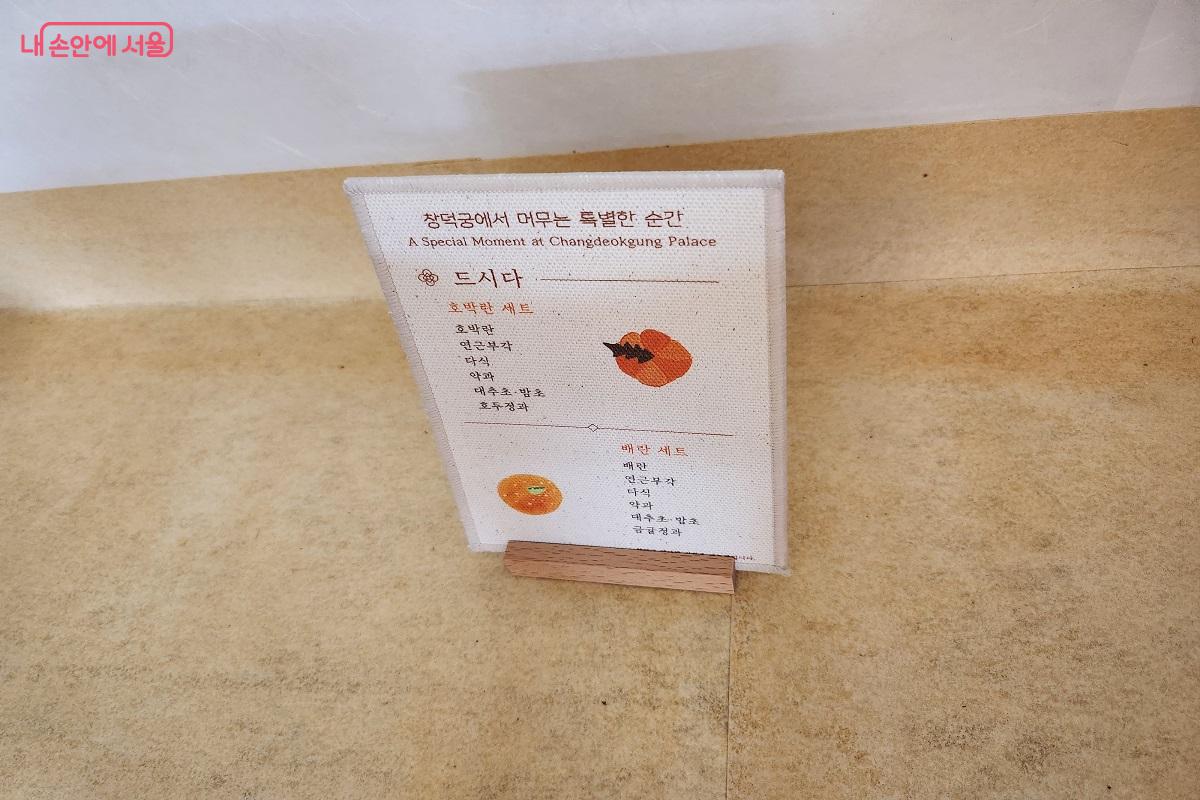 내 손안에 서울
창덕궁에서 머무는 특별한 순간
A Special Moment at Changdeokgung Palace
드시다
호박란 세트
호박란
연근부각
다식
약과
대추초·밤초
호두정과
배란 세트
배란
연근부각
다식
약과
대추초·밤초
금귤정과